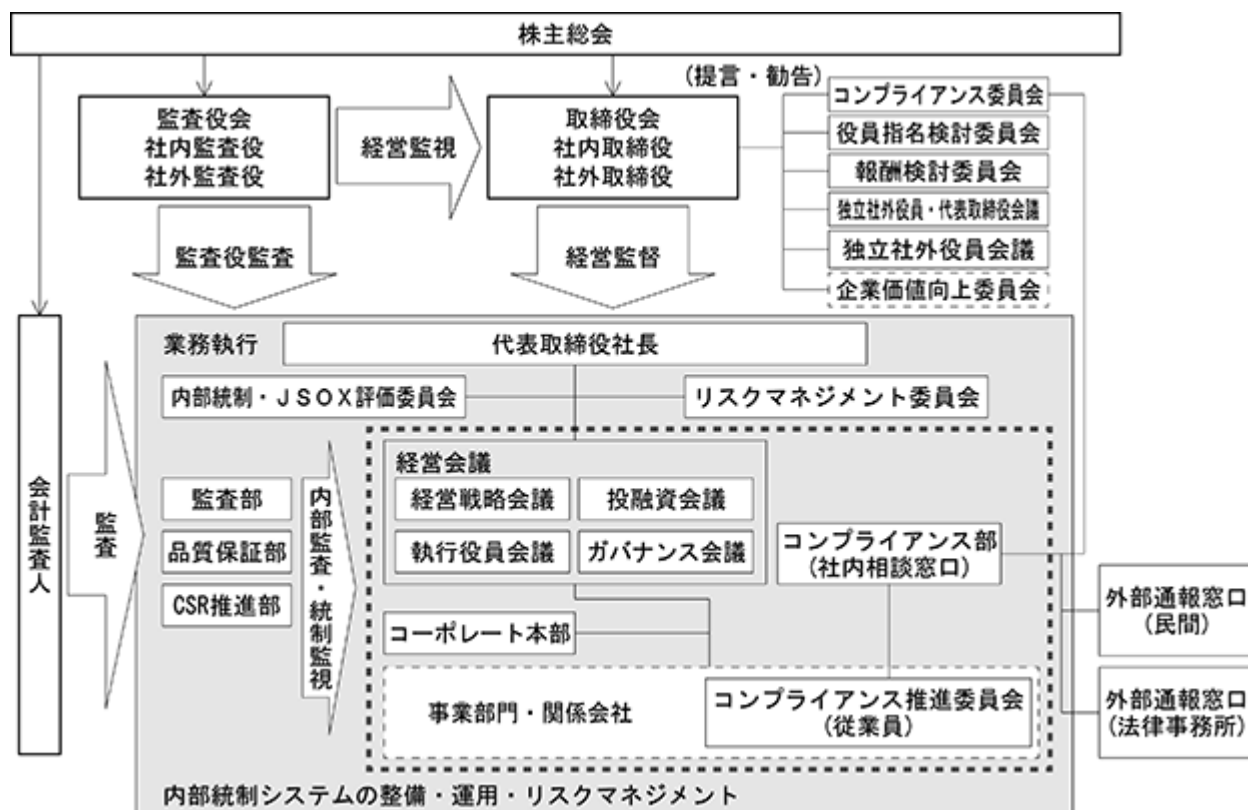 株主総会
(提言・勧告)
監査役会
社内監査役
社外監査役
経営監視
取締役会
社内取締役
社外取締役
コンプライアンス委員会
役員指名検討委員会
報酬検討委員会
独立社外役員・代表取締役会議
独立社外役員会議
企業価値向上委員会
監査役監査
経営監督
会計監査人
監査
業務執行
代表取締役社長
内部統制・JSOX評価委員会
リスクマネジメント委員会
監査部
品質保証部
CSR推進部
内部監査・統制監視
経営会議
経営戦略会議
投融資会議
執行役員会議
ガバナンス会議
コンプライアンス部
(社内相談窓口)
コーポレート本部
事業部門・関係会社
コンプライアンス推進委員会
(従業員)
外部通報窓口
(民間)
外部通報窓口
(法律事務所)
内部統制システムの整備・運用・リスクマネジメント